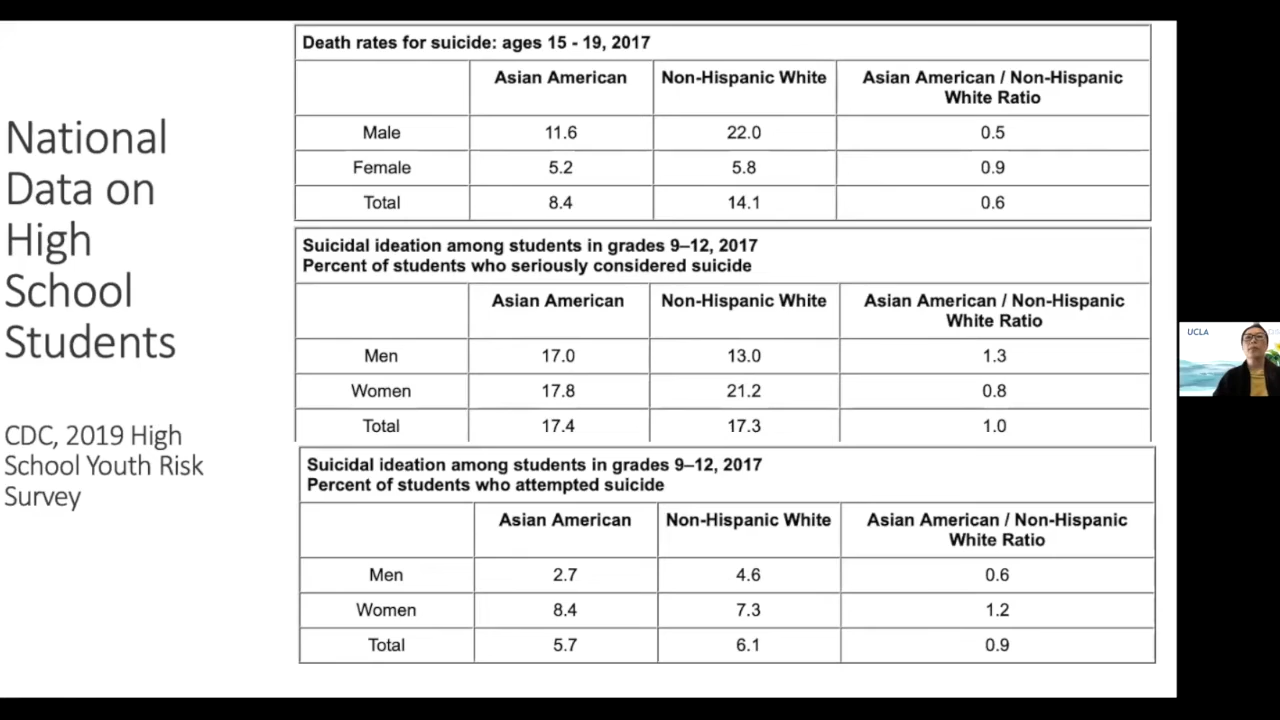 National
Data on
High
School
Students
CDC, 2019 High
School Youth Risk
Survey
Death rates for suicide: ages 15 - 19, 2017
Asian American Non-Hispanic White Asian American / Non-Hispanic
White Ratio
Male 11.6 22.0 0.5
Female 5.2 5.8 0.9
Total 8.4 14.1 0.6
Suicidal ideation among students in grades 9–12, 2017
Percent of students who seriously considered suicide
Asian American Non-Hispanic White Asian American / Non-Hispanic
White Ratio
Men 17.0 13.0 1.3
Women 17.8 21.2 0.8
Total 17.4 17.3 1.0
Suicidal ideation among students in grades 9–12, 2017
Percent of students who attempted suicide
Asian American Non-Hispanic White Asian American / Non-Hispanic
White Ratio
Men 2.7 4.6 0.6
Women 8.4 7.3 1.2
Total 5.7 6.1 0.9
UCLA